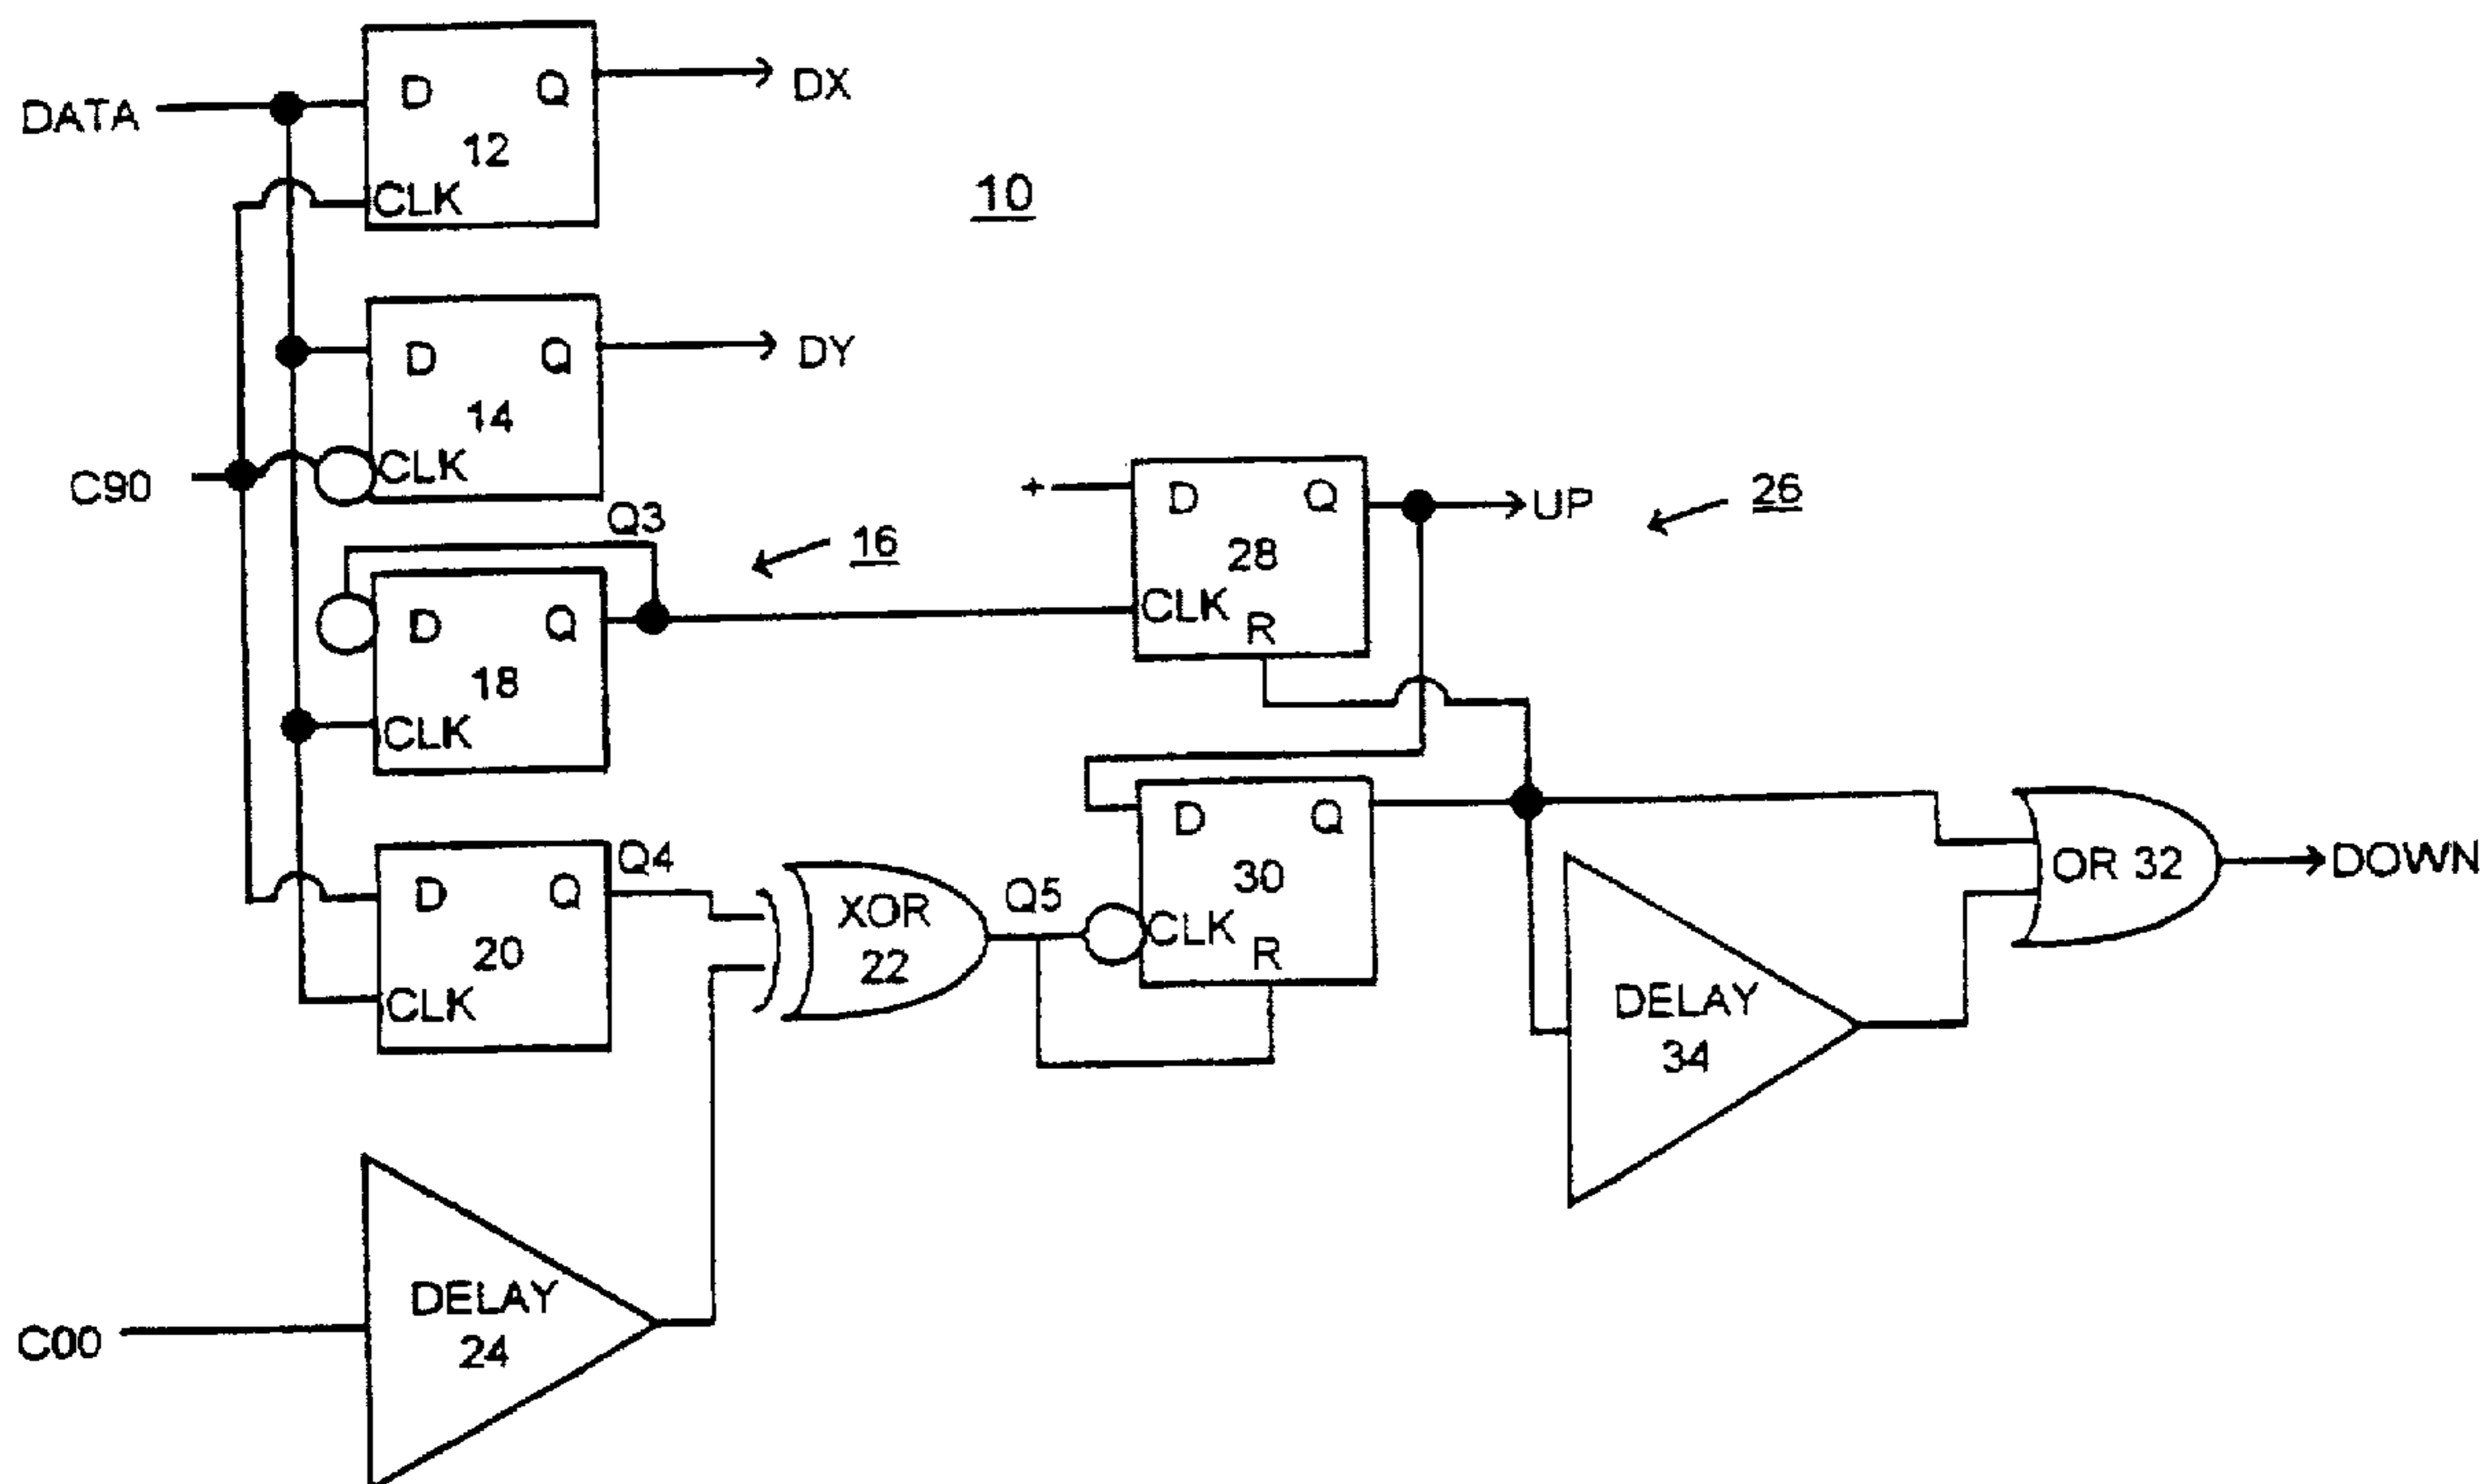 DATA
D Q
12
CLK
DX
10
D Q
14
CLK
DY
C90
Q3
16
D Q
18
CLK
+
D Q
28
CLK
R
UP
26
D Q
20
CLK
Q4
XOR
22
Q5
D Q
30
CLK
R
OR 32
DOWN
DELAY
34
C00
DELAY
24